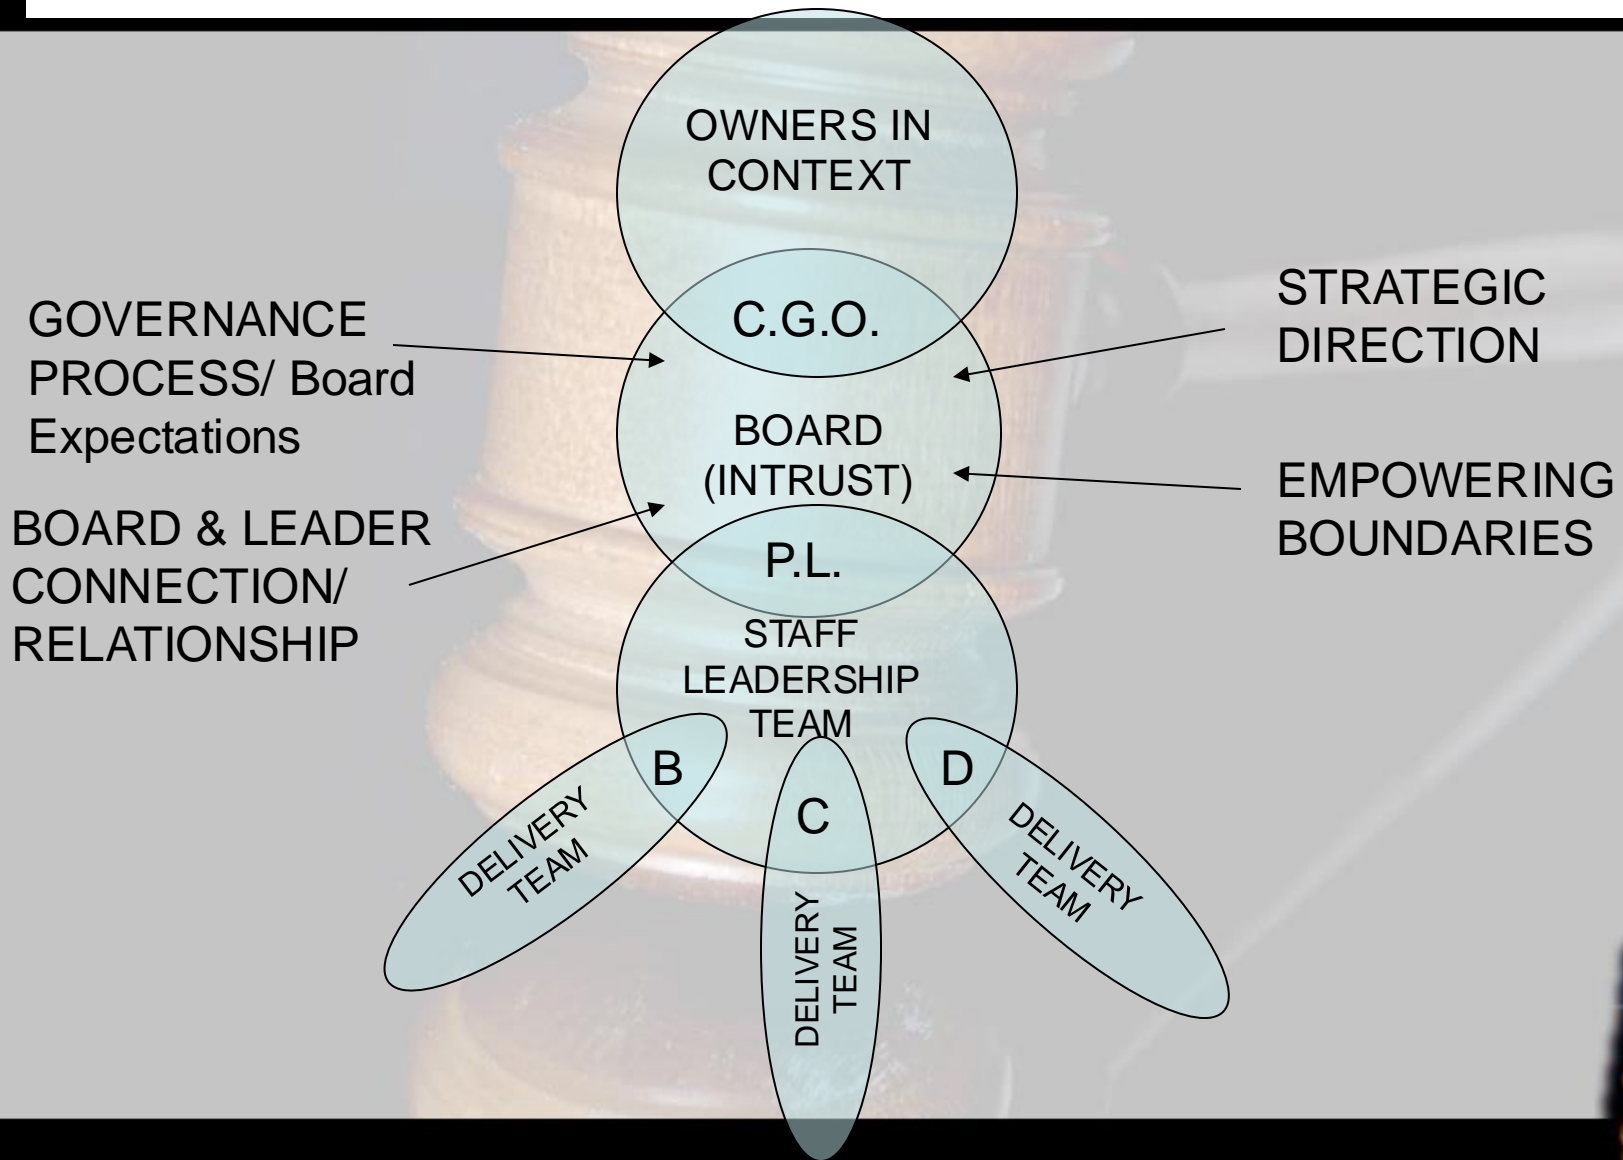 OWNERS IN
CONTEXT
C.G.O.
GOVERNANCE
PROCESS/ Board
Expectations
STRATEGIC
DIRECTION
BOARD
(INTRUST)
EMPOWERING
BOUNDARIES
BOARD & LEADER
CONNECTION/
RELATIONSHIP
P.L.
STAFF
LEADERSHIP
TEAM
B
C
D
DELIVERY
TEAM
DELIVERY
TEAM
DELIVERY
TEAM